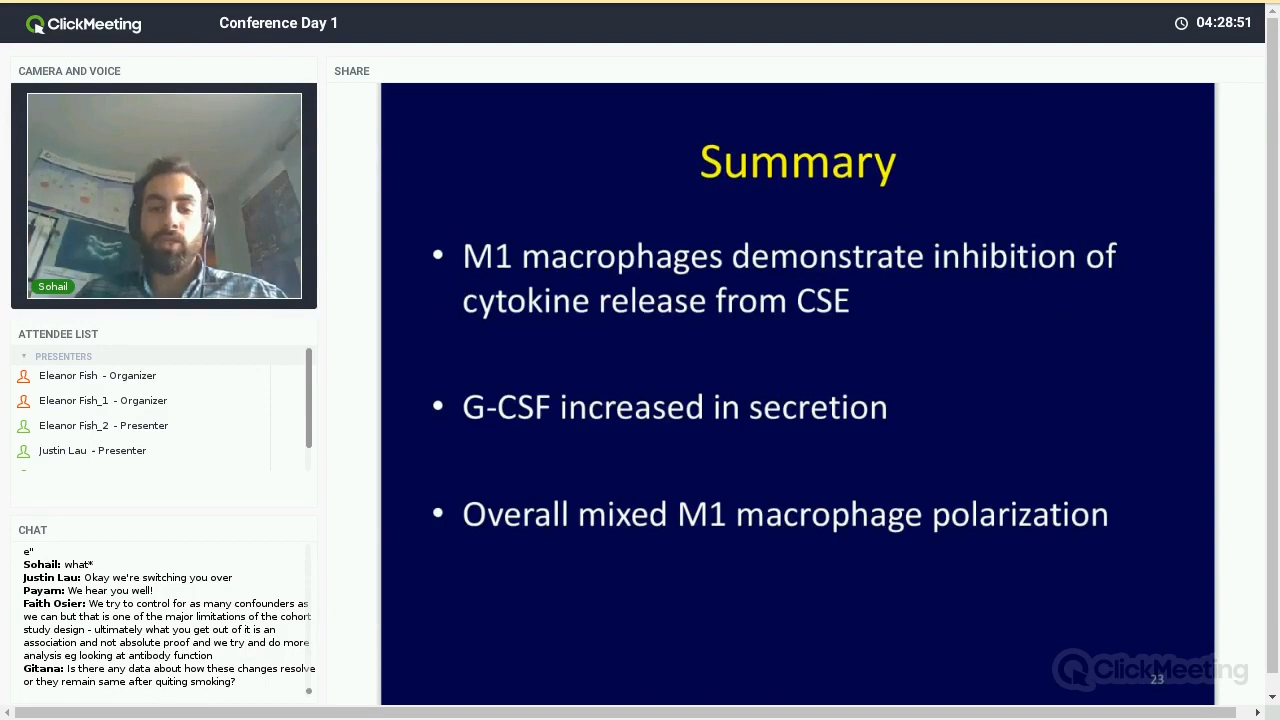 ClickMeeting
Conference Day 1
04:28:51
CAMERA AND VOICE
Sohail
ATTENDEE LIST
PRESENTERS
Eleanor Fish - Organizer
Eleanor Fish_1 - Organizer
Eleanor Fish_2 - Presenter
Justin Lau - Presenter
CHAT
e"
Sohail: what*
Justin Lau: Okay we're switching you over
Payam: We hear you well!
Faith Osier: We try to control for as many confounders as
we can but that is one of the major limitations of the cohort
study design - ultimately what you get out of it is an
association and not absolute proof and we try and do more
analysis eg looking at antibody function
Gitana: Is there any data about how these changes resolve
or they remain same after quiting smoking?
SHARE
Summary
• M1 macrophages demonstrate inhibition of
cytokine release from CSE
• G-CSF increased in secretion
• Overall mixed M1 macrophage polarization
ClickMeeting
23